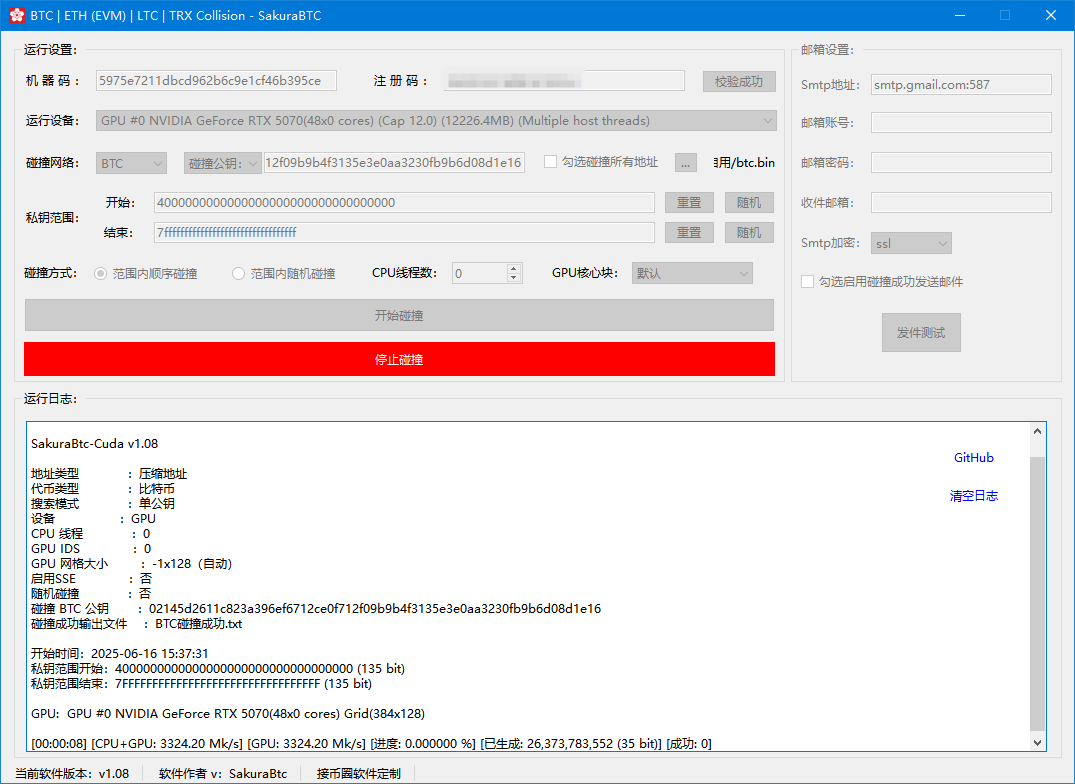 BTC | ETH (EVM) | LTC | TRX Collision - SakuraBTC
运行设置:
机 器 码 : 5975e7211dbcd962b6c9e1cf46b395ce 注 册 码 : 校验成功
运行设备: GPU #0 NVIDIA GeForce RTX 5070(48x0 cores) (Cap 12.0) (12226.4MB) (Multiple host threads)
碰撞网络: BTC 碰撞公钥: 12f09b9b4f3135e3e0aa3230fb9b6d08d1e16 勾选碰撞所有地址 ... 用/btc.bin
私钥范围:
开始: 4000000000000000000000000000000000 重置 随机
结束: 7fffffffffffffffffffffffffffffffff 重置 随机
碰撞方式: 范围内顺序碰撞 范围内随机碰撞 CPU线程数: 0 GPU核心块: 默认
开始碰撞
停止碰撞
邮箱设置:
Smtp地址: smtp.gmail.com:587
邮箱账号:
邮箱密码:
收件邮箱:
Smtp加密: ssl
勾选启用碰撞成功发送邮件
发件测试
运行日志:
SakuraBtc-Cuda v1.08
地址类型 : 压缩地址
代币类型 : 比特币
搜索模式 : 单公钥
设备 : GPU
CPU 线程 : 0
GPU IDS : 0
GPU 网格大小 : -1x128（自动）
启用SSE : 否
随机碰撞 : 否
碰撞 BTC 公钥 : 02145d2611c823a396ef6712ce0f712f09b9b4f3135e3e0aa3230fb9b6d08d1e16
碰撞成功输出文件 : BTC碰撞成功.txt
开始时间: 2025-06-16 15:37:31
私钥范围开始: 4000000000000000000000000000000000 (135 bit)
私钥范围结束: 7FFFFFFFFFFFFFFFFFFFFFFFFFFFFFFFFF (135 bit)
GPU: GPU #0 NVIDIA GeForce RTX 5070(48x0 cores) Grid(384x128)
[00:00:08] [CPU+GPU: 3324.20 Mk/s] [GPU: 3324.20 Mk/s] [进度: 0.000000 %] [已生成: 26,373,783,552 (35 bit)] [成功: 0]
GitHub
清空日志
当前软件版本: v1.08 软件作者 v: SakuraBtc 接币圈软件定制